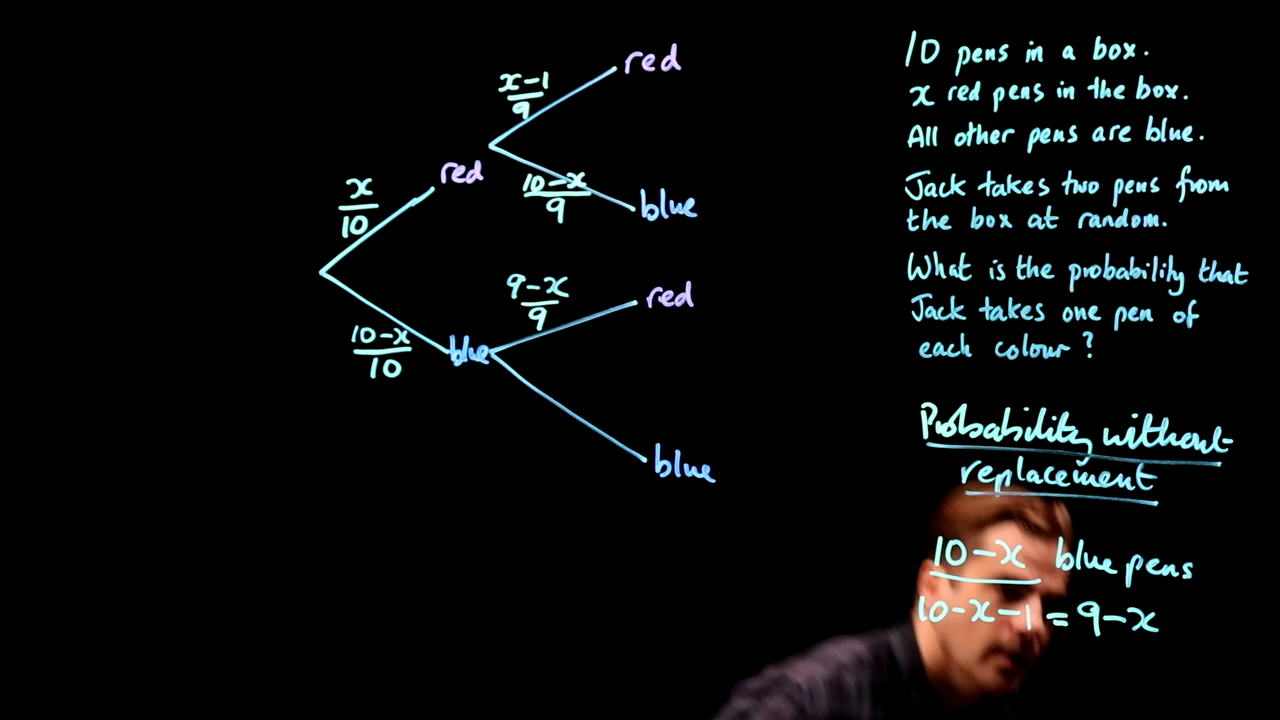 x-1
9
red
10-x
9
blue
x
10
red
9-x
9
red
10-x
10
blue
blue
10 pens in a box.
x red pens in the box.
All other pens are blue.
Jack takes two pens from
the box at random.
What is the probability that
Jack takes one pen of
each colour?
Probability without
replacement
10-x blue pens
10-x-1=9-x